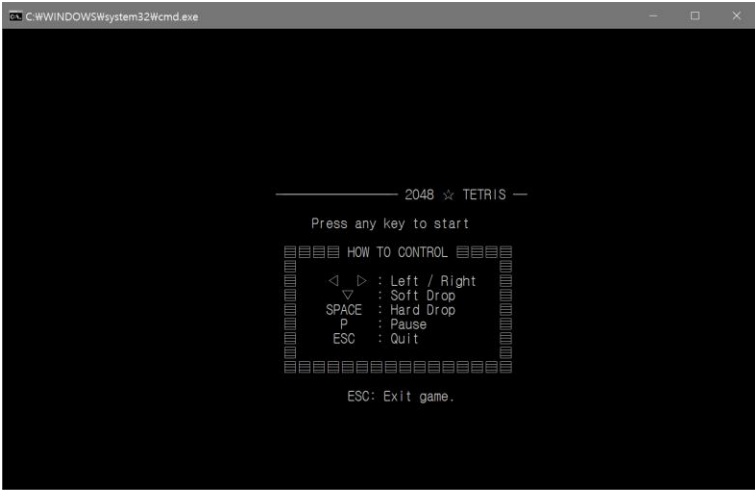 C:₩WINDOWS₩system32₩cmd.exe
2048 ☆ TETRIS
Press any key to start
HOW TO CONTROL
◁ ▷ : Left / Right
▽ : Soft Drop
SPACE : Hard Drop
P : Pause
ESC : Quit
ESC: Exit game.